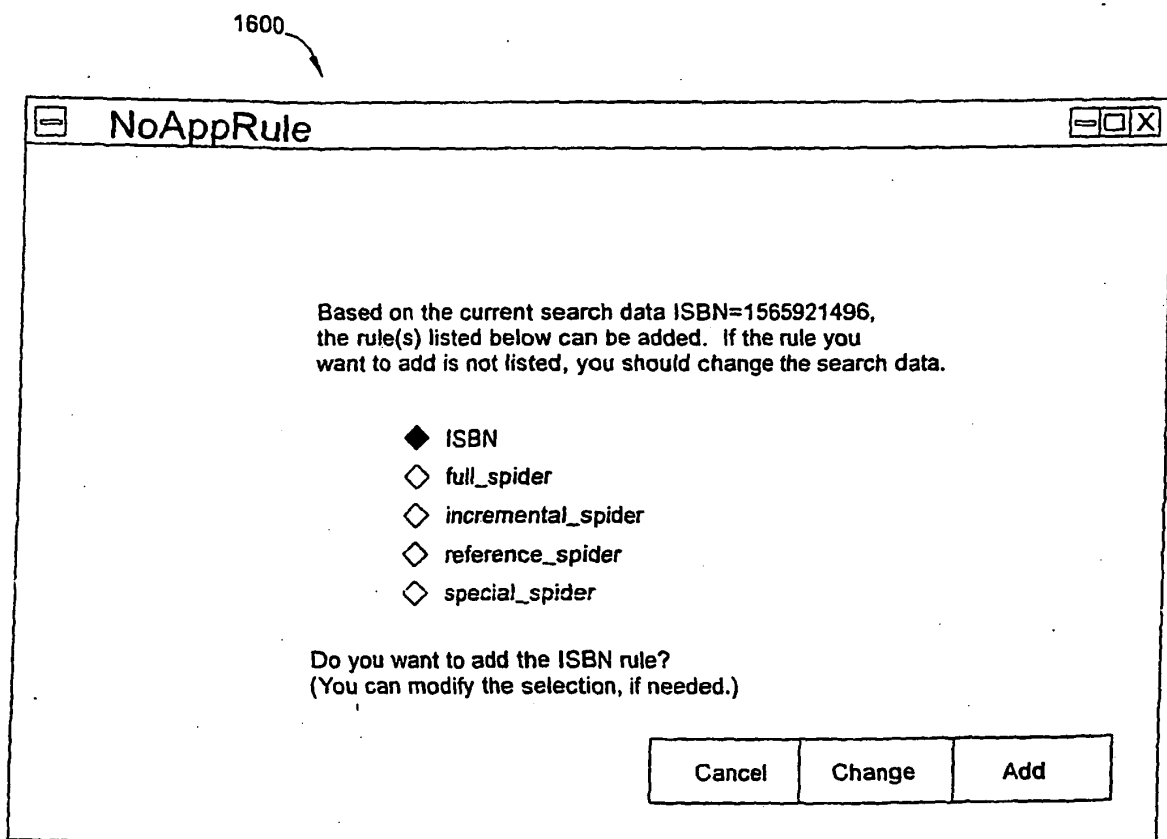 1600
NoAppRule
Based on the current search data ISBN=1565921496,
the rule(s) listed below can be added. If the rule you
want to add is not listed, you should change the search data.
ISBN
full_spider
incremental_spider
reference_spider
special_spider
Do you want to add the ISBN rule?
(You can modify the selection, if needed.)
Cancel Change Add